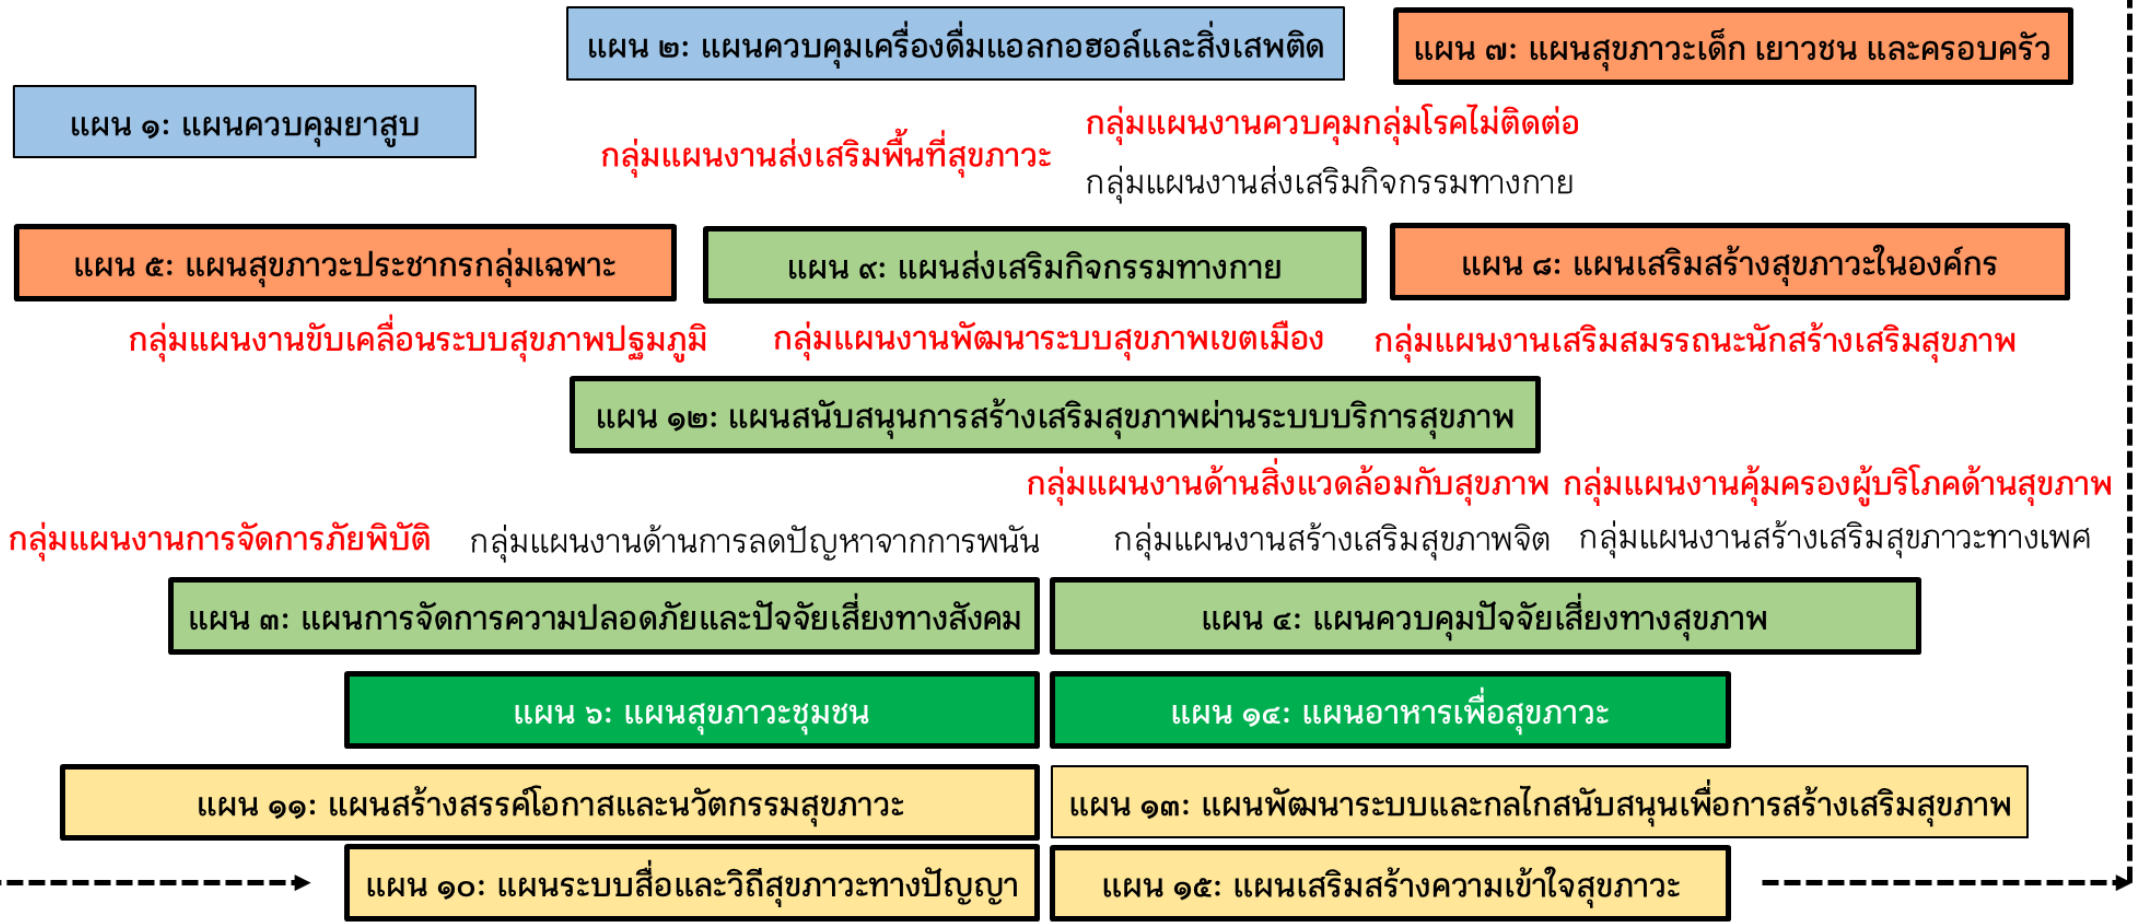 แผน ๒: แผนควบคุมเครื่องดื่มแอลกอฮอล์และสิ่งเสพติด
แผน ๗: แผนสุขภาวะเด็ก เยาวชน และครอบครัว
แผน ๑: แผนควบคุมยาสูบ
กลุ่มแผนงานส่งเสริมพื้นที่สุขภาวะ
กลุ่มแผนงานควบคุมกลุ่มโรคไม่ติดต่อ
กลุ่มแผนงานส่งเสริมกิจกรรมทางกาย
แผน ๕: แผนสุขภาวะประชากรกลุ่มเฉพาะ
แผน ๙: แผนส่งเสริมกิจกรรมทางกาย
แผน ๘: แผนเสริมสร้างสุขภาวะในองค์กร
กลุ่มแผนงานขับเคลื่อนระบบสุขภาพปฐมภูมิ
กลุ่มแผนงานพัฒนาระบบสุขภาพเขตเมือง
กลุ่มแผนงานเสริมสมรรถนะนักสร้างเสริมสุขภาพ
แผน ๑๒: แผนสนับสนุนการสร้างเสริมสุขภาพผ่านระบบบริการสุขภาพ
กลุ่มแผนงานด้านสิ่งแวดล้อมกับสุขภาพ
กลุ่มแผนงานคุ้มครองผู้บริโภคด้านสุขภาพ
กลุ่มแผนงานการจัดการภัยพิบัติ
กลุ่มแผนงานด้านการลดปัญหาจากการพนัน
กลุ่มแผนงานสร้างเสริมสุขภาพจิต
กลุ่มแผนงานสร้างเสริมสุขภาวะทางเพศ
แผน ๓: แผนการจัดการความปลอดภัยและปัจจัยเสี่ยงทางสังคม
แผน ๔: แผนควบคุมปัจจัยเสี่ยงทางสุขภาพ
แผน ๖: แผนสุขภาวะชุมชน
แผน ๑๔: แผนอาหารเพื่อสุขภาวะ
แผน ๑๑: แผนสร้างสรรค์โอกาสและนวัตกรรมสุขภาวะ
แผน ๑๓: แผนพัฒนาระบบและกลไกสนับสนุนเพื่อการสร้างเสริมสุขภาพ
แผน ๑๐: แผนระบบสื่อและวิถีสุขภาวะทางปัญญา
แผน ๑๕: แผนเสริมสร้างความเข้าใจสุขภาวะ